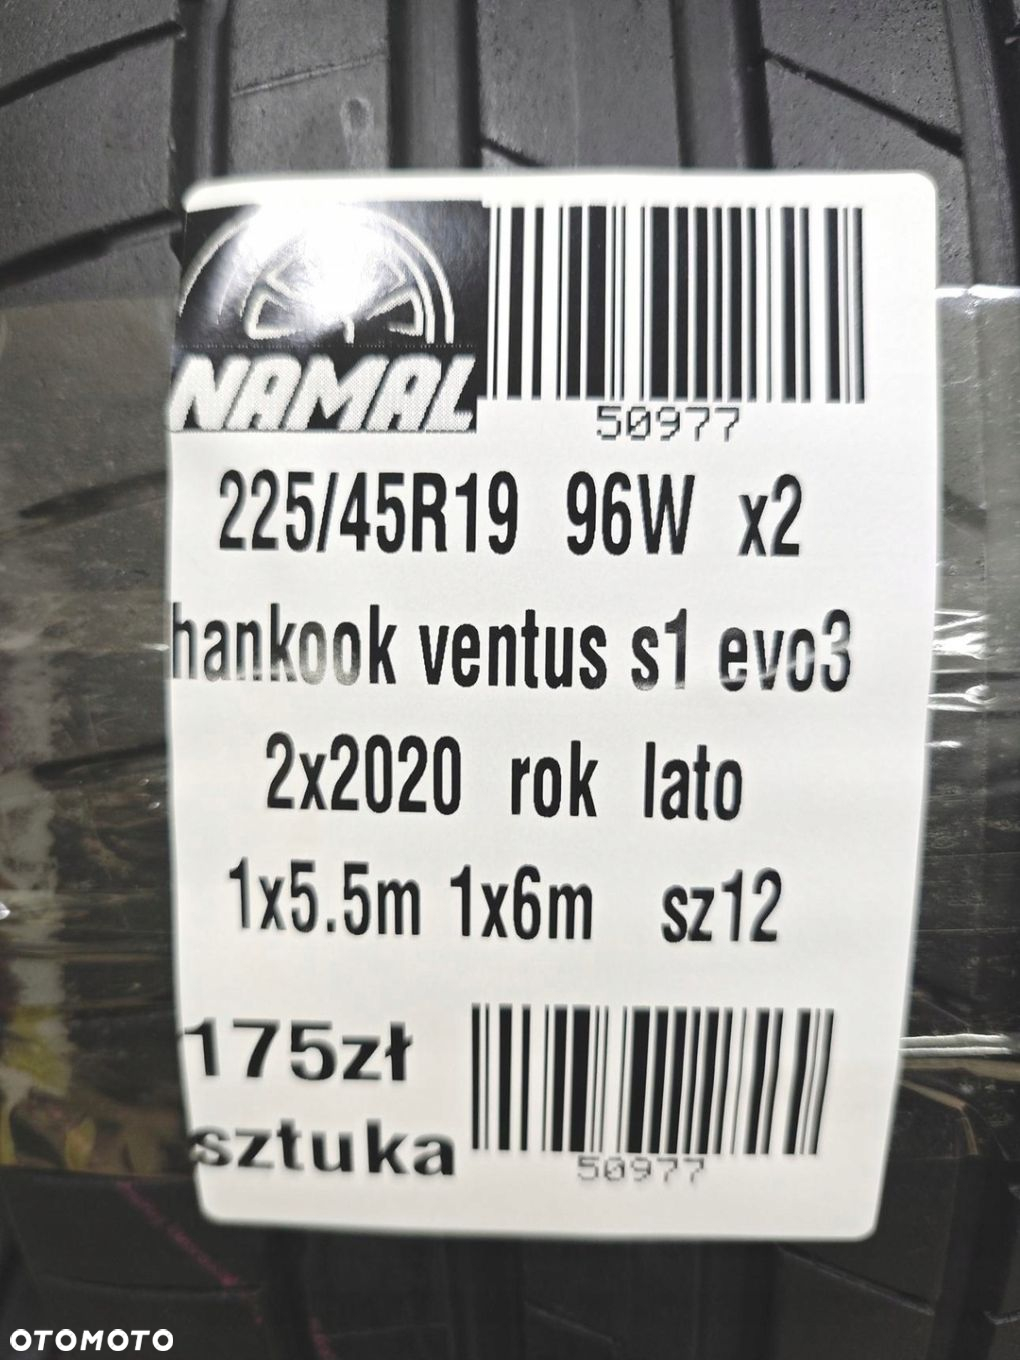 NAMAL
50977
225/45R19 96W x2
hankook ventus s1 evo3
2x2020 rok lato
1x5.5m 1x6m sz12
175zł
sztuka
50977
OTOMOTO